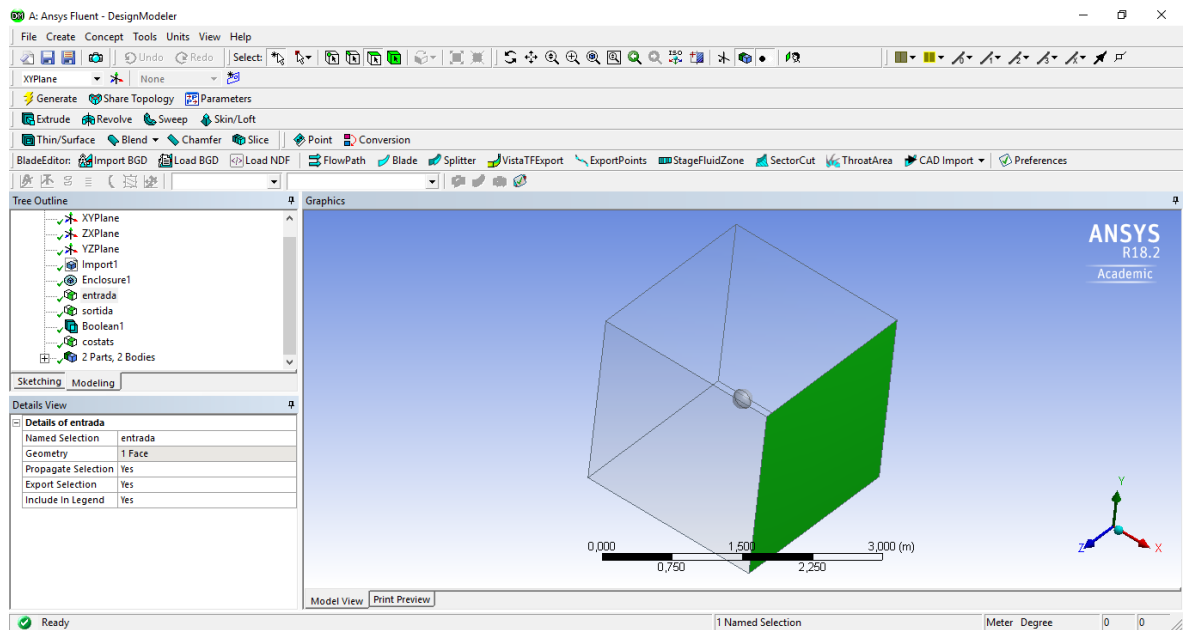 A: Ansys Fluent - DesignModeler
File Create Concept Tools Units View Help
Undo Redo Select:
XYPlane None
Generate Share Topology Parameters
Extrude Revolve Sweep Skin/Loft
Thin/Surface Blend Chamfer Slice Point Conversion
BladeEditor: Import BGD Load BGD Load NDF FlowPath Blade Splitter VistaTFExport ExportPoints StageFluidZone SectorCut ThroatArea CAD Import Preferences
Tree Outline
XYPlane
ZXPlane
YZPlane
Import1
Enclosure1
entrada
sortida
Boolean1
costats
2 Parts, 2 Bodies
Sketching Modeling
Details View
Details of entrada
Named Selection entrada
Geometry 1 Face
Propagate Selection Yes
Export Selection Yes
Include In Legend Yes
Graphics
ANSYS
R18.2
Academic
0,000 1,500 3,000 (m)
0,750 2,250
Y
Z X
Model View Print Preview
Ready 1 Named Selection Meter Degree 0 0